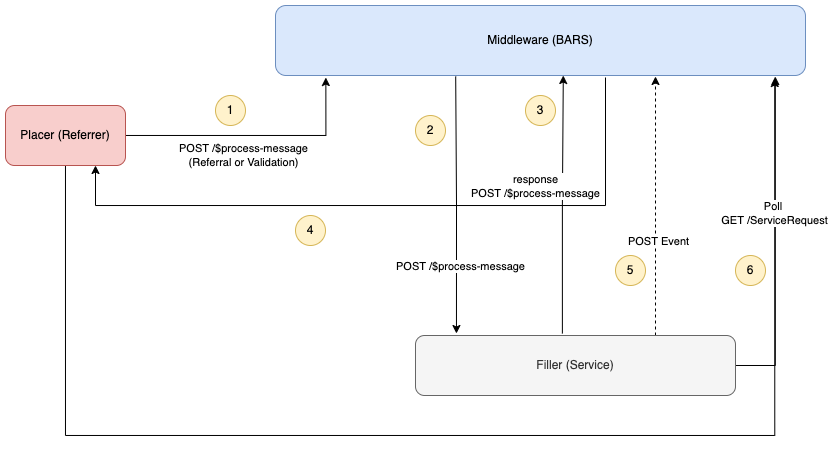 Middleware (BARS)
1
3
2
Placer (Referrer)
POST /$process-message
(Referral or Validation)
response
POST /$process-message
Poll
GET /ServiceRequest
4
POST Event
POST /$process-message
5
6
Filler (Service)